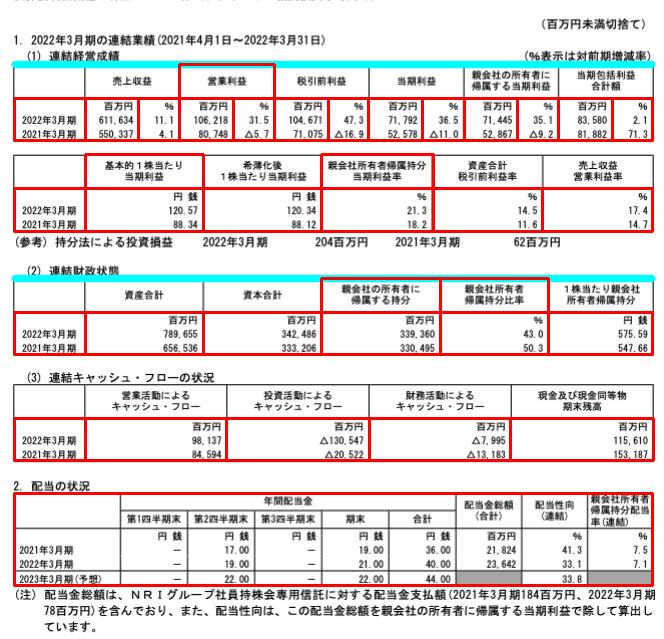 (百万円未満切捨て)
1. 2022年3月期の連結業績(2021年4月1日～2022年3月31日)
(1) 連結経営成績 (%表示は対前期増減率)
売上収益 営業利益 税引前利益 当期利益 親会社の所有者に帰属する当期利益 当期包括利益合計額
百万円 % 百万円 % 百万円 % 百万円 % 百万円 % 百万円 %
2022年3月期 611,634 11.1 106,218 31.5 104,671 47.3 71,792 36.5 71,445 35.1 83,580 2.1
2021年3月期 550,337 4.1 80,748 △5.7 71,075 △16.9 52,578 △11.0 52,867 △9.2 81,882 71.3
基本的1株当たり当期利益 希薄化後1株当たり当期利益 親会社所有者帰属持分当期利益率 資産合計税引前利益率 売上収益営業利益率
円 銭 円 銭 % % %
2022年3月期 120.57 120.34 21.3 14.5 17.4
2021年3月期 88.34 88.12 18.2 11.6 14.7
(参考) 持分法による投資損益 2022年3月期 204百万円 2021年3月期 62百万円
(2) 連結財政状態
資産合計 資本合計 親会社の所有者に帰属する持分 親会社所有者帰属持分比率 1株当たり親会社所有者帰属持分
百万円 百万円 百万円 % 円 銭
2022年3月期 789,655 342,486 339,360 43.0 575.59
2021年3月期 656,536 333,206 330,495 50.3 547.66
(3) 連結キャッシュ・フローの状況
営業活動によるキャッシュ・フロー 投資活動によるキャッシュ・フロー 財務活動によるキャッシュ・フロー 現金及び現金同等物期末残高
百万円 百万円 百万円 百万円
2022年3月期 98,137 △130,547 △7,995 115,610
2021年3月期 84,594 △20,522 △13,183 153,187
2. 配当の状況
年間配当金 配当金総額(合計) 配当性向(連結) 親会社所有者帰属持分配当率(連結)
第1四半期末 第2四半期末 第3四半期末 期末 合計
円 銭 円 銭 円 銭 円 銭 円 銭 百万円 % %
2021年3月期 － 17.00 － 19.00 36.00 21,824 41.3 7.5
2022年3月期 － 19.00 － 21.00 40.00 23,642 33.1 7.1
2023年3月期(予想) － 22.00 － 22.00 44.00 33.8
(注) 配当金総額は、NRIグループ社員持株会専用信託に対する配当金支払額(2021年3月期184百万円、2022年3月期
78百万円)を含んでおり、また、配当性向は、この配当金総額を親会社の所有者に帰属する当期利益で除して算出し
ています。